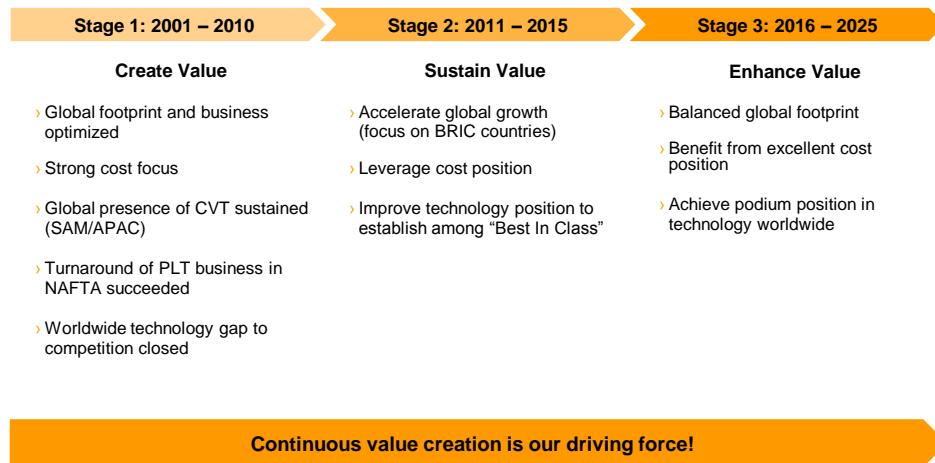 Stage 1: 2001 – 2010
Stage 2: 2011 – 2015
Stage 3: 2016 – 2025
Create Value
› Global footprint and business
optimized
› Strong cost focus
› Global presence of CVT sustained
(SAM/APAC)
› Turnaround of PLT business in
NAFTA succeeded
› Worldwide technology gap to
competition closed
Sustain Value
› Accelerate global growth
(focus on BRIC countries)
› Leverage cost position
› Improve technology position to
establish among “Best In Class”
Enhance Value
› Balanced global footprint
› Benefit from excellent cost
position
› Achieve podium position in
technology worldwide
Continuous value creation is our driving force!